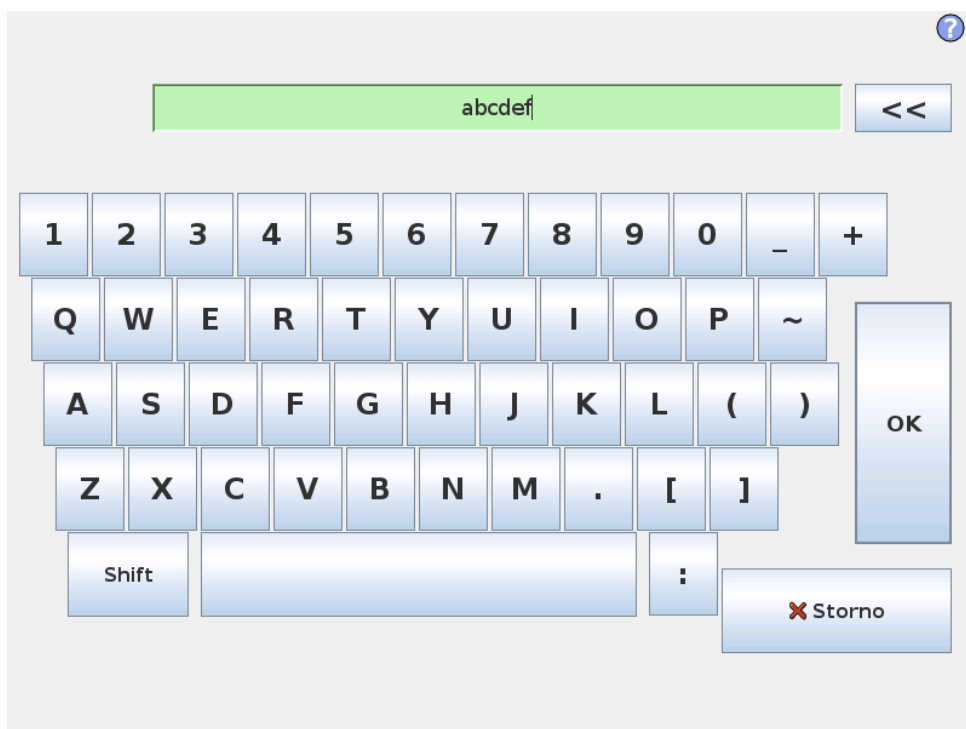 ?
abcdef
<<
1 2 3 4 5 6 7 8 9 0 _ +
Q W E R T Y U I O P ~
A S D F G H J K L ( )
OK
Z X C V B N M . [ ]
Shift :
Storno